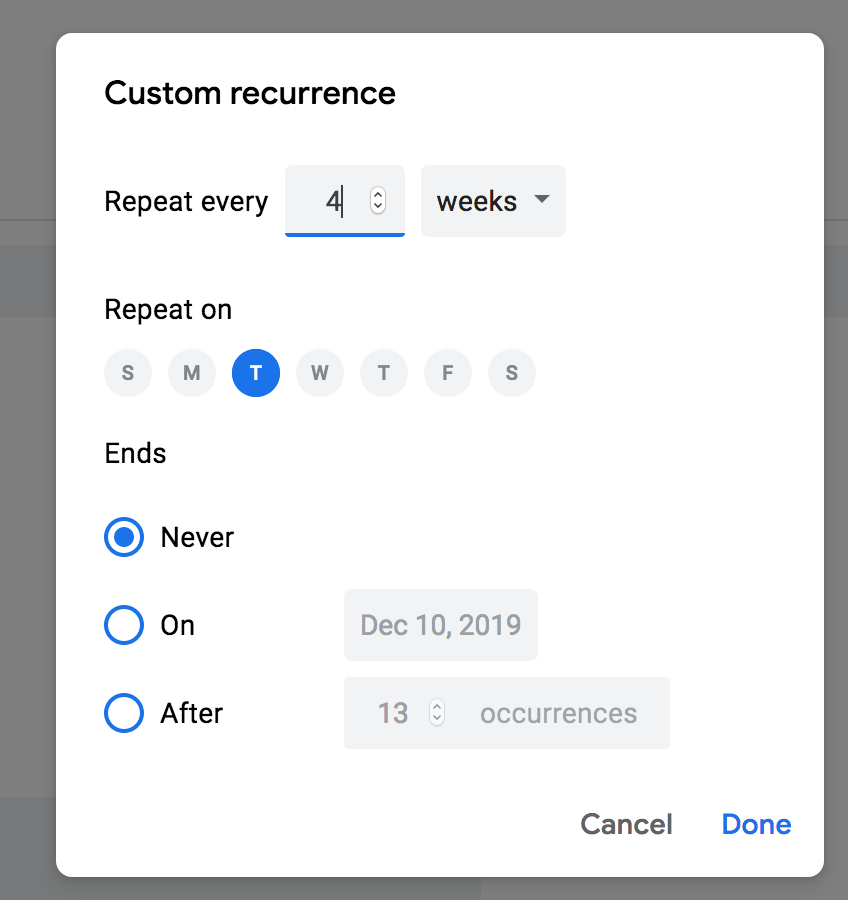 Custom recurrence
Repeat every 4 weeks
Repeat on
S M T W T F S
Ends
Never
On Dec 10, 2019
After 13 occurrences
Cancel Done